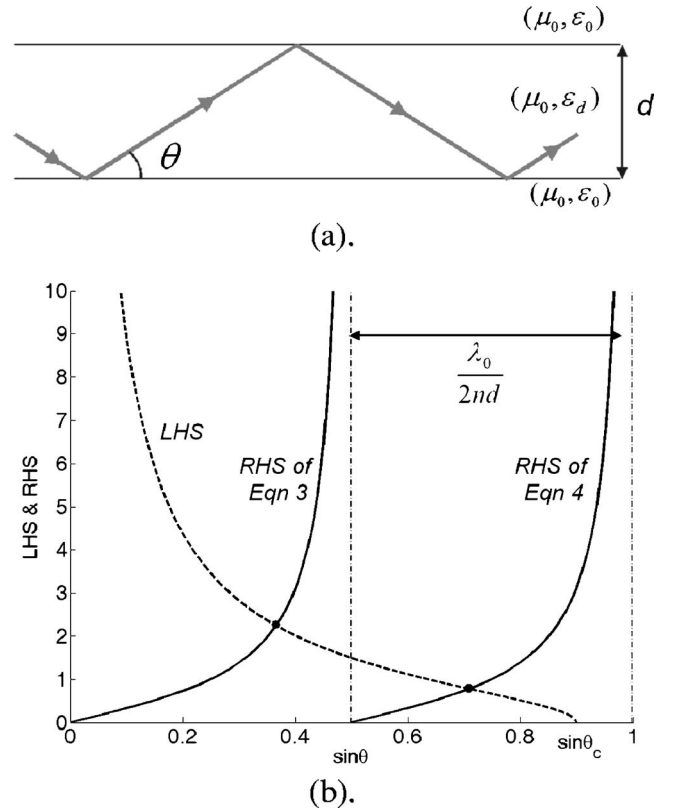 (μ₀, ε₀)
(μ₀, ε_d)
d
θ
(μ₀, ε₀)
(a).
10
9
8
7
6
5
4
3
2
1
0
LHS & RHS
LHS
RHS of
Eqn 3
λ₀
2nd
RHS of
Eqn 4
0
0.2
0.4
sinθ
0.6
0.8
sinθ_c
1
(b).